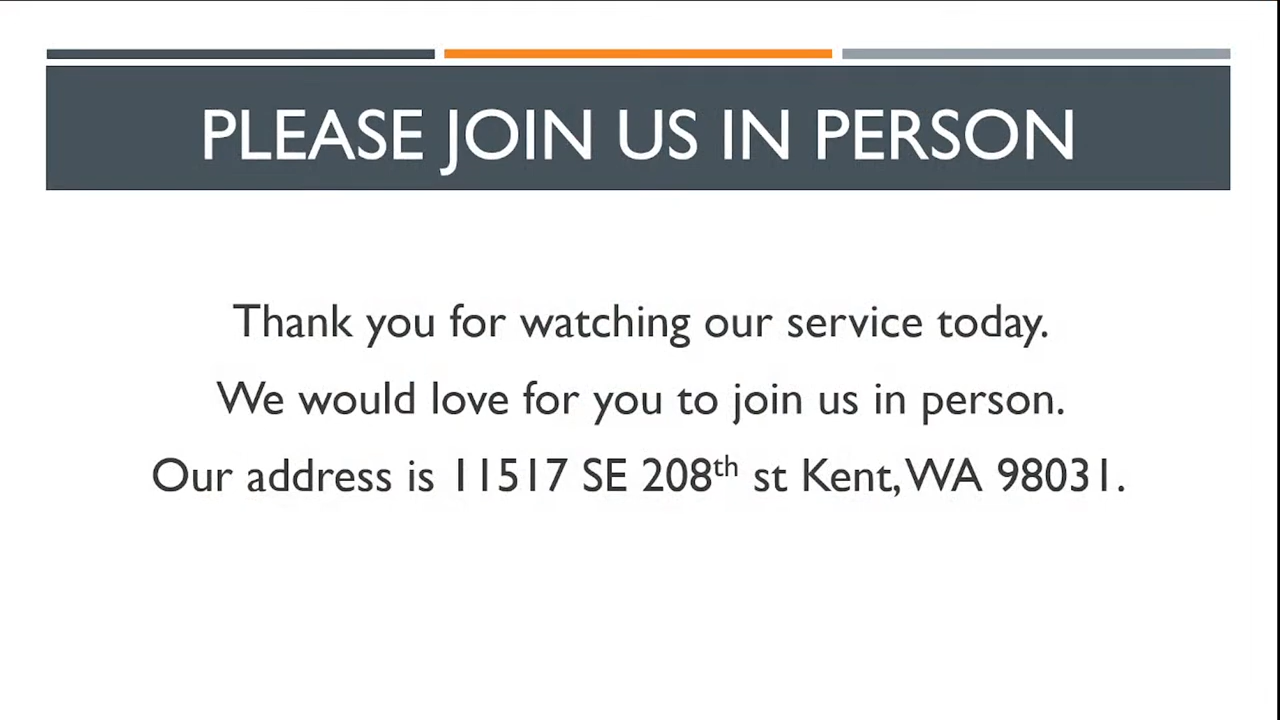 PLEASE JOIN US IN PERSON
Thank you for watching our service today.
We would love for you to join us in person.
Our address is 11517 SE 208th st Kent, WA 98031.